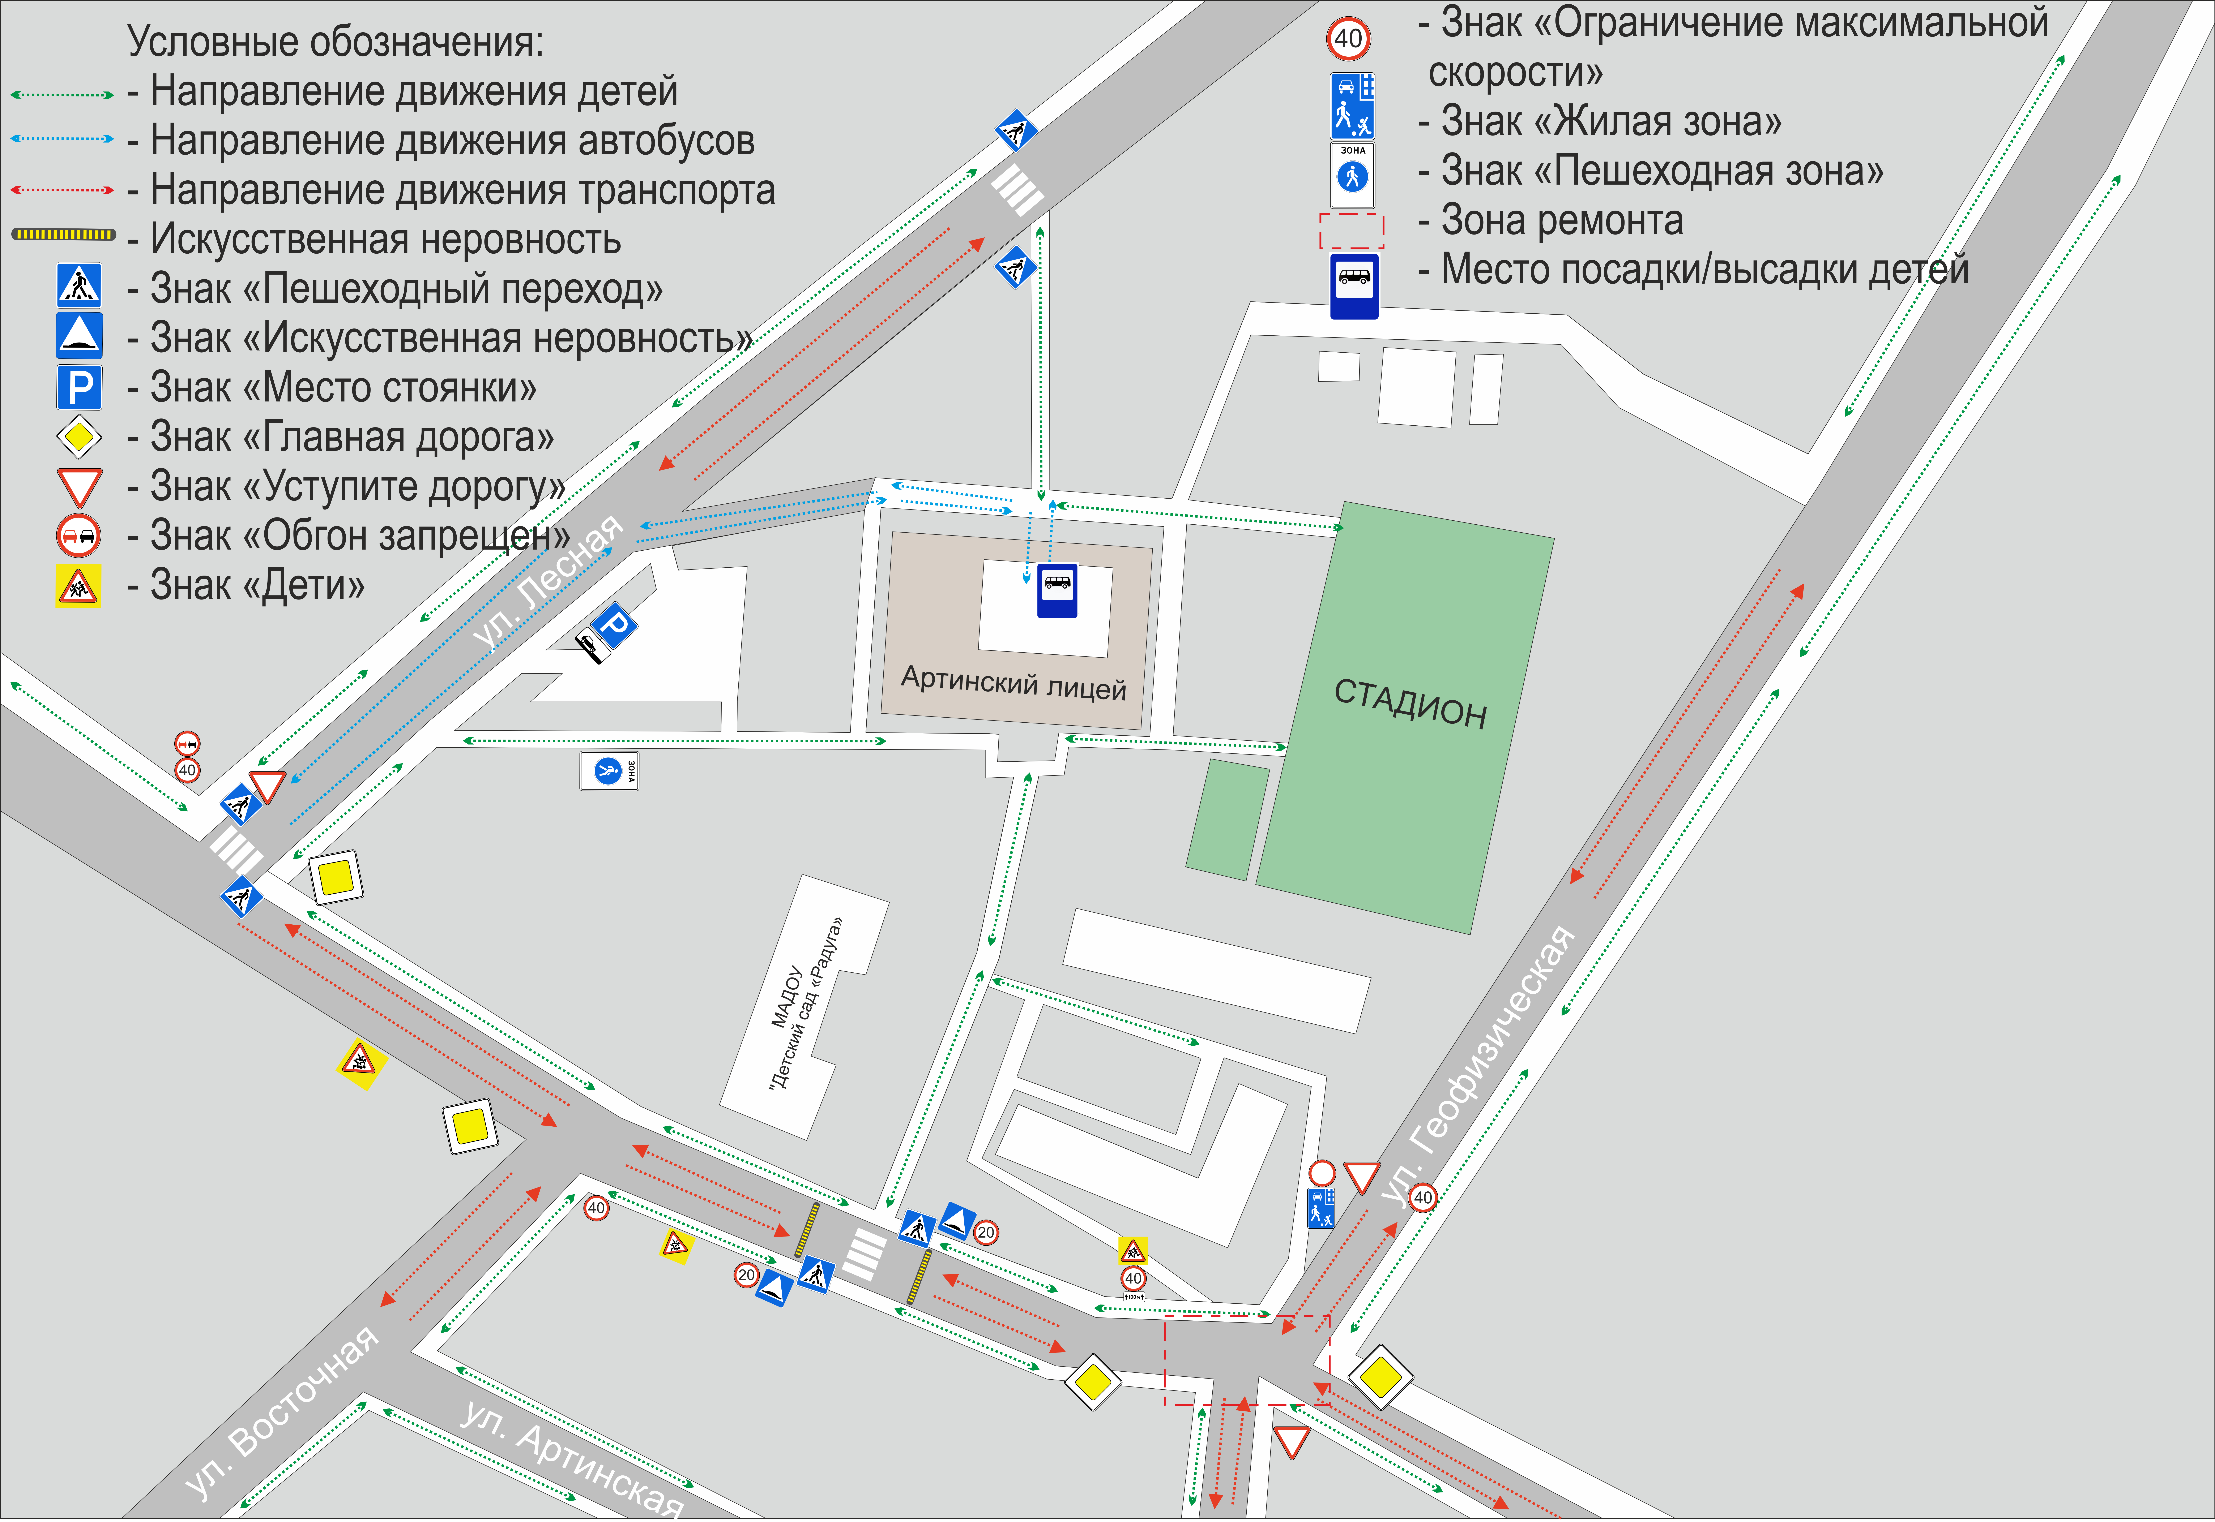 Условные обозначения:
- Направление движения детей
- Направление движения автобусов
- Направление движения транспорта
- Искусственная неровность
- Знак «Пешеходный переход»
- Знак «Искусственная неровность»
P - Знак «Место стоянки»
- Знак «Главная дорога»
- Знак «Уступите дорогу»
- Знак «Обгон запрещен»
- Знак «Дети»
40 - Знак «Ограничение максимальной
скорости»
- Знак «Жилая зона»
ЗОНА - Знак «Пешеходная зона»
- Зона ремонта
- Место посадки/высадки детей
ул. Лесная
P
Артинский лицей
СТАДИОН
40
ЗОНА
МАДОУ
"Детский сад «Радуга»
ул. Геофизическая
40
40
20
20
40
ул. Восточная
ул. Артинская